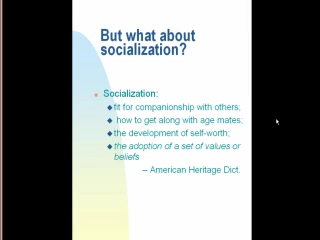 But what about
socialization?
Socialization:
fit for companionship with others;
how to get along with age mates:
the development of self-worth;
the adoption of a set of values or
beliefs
– American Heritage Dict.